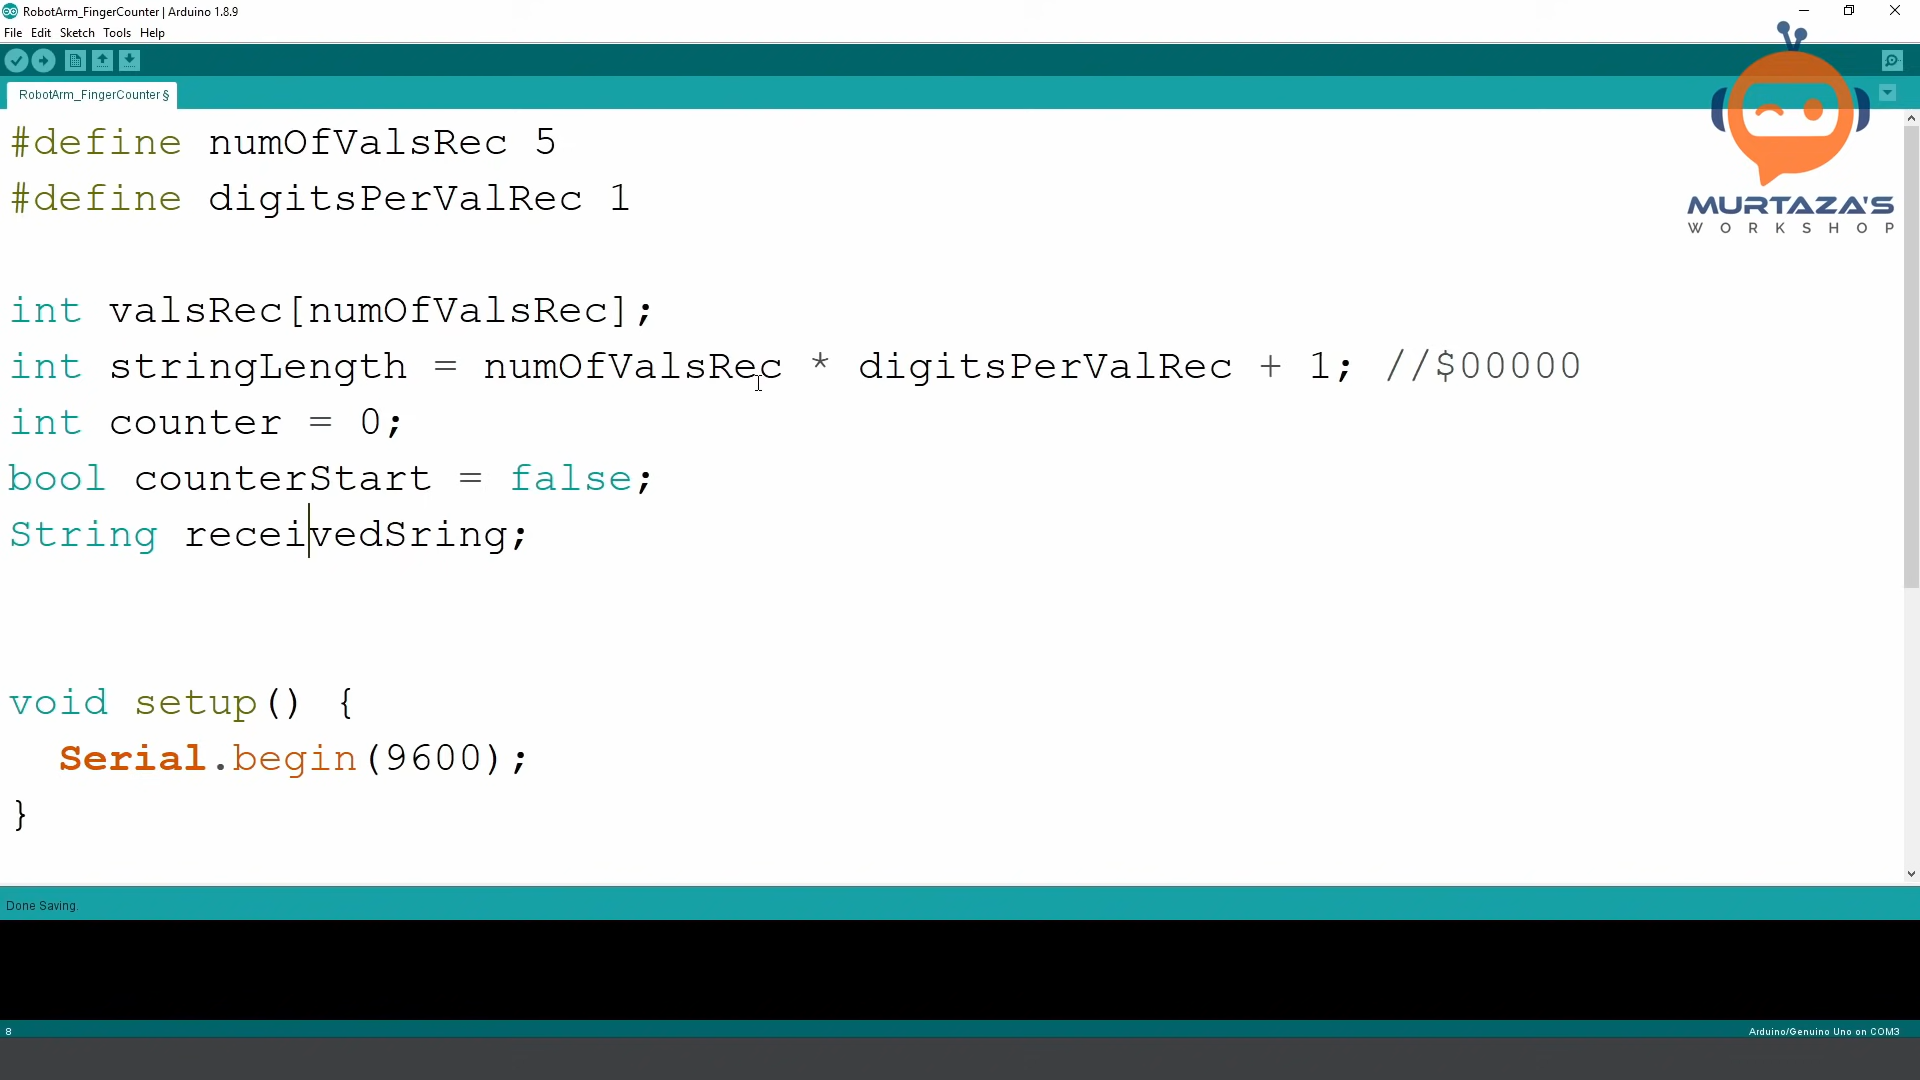 RobotArm_FingerCounter | Arduino 1.8.9
File Edit Sketch Tools Help
RobotArm_FingerCounter §
#define numOfValsRec 5
#define digitsPerValRec 1
int valsRec[numOfValsRec];
int stringLength = numOfValsRec * digitsPerValRec + 1; //$00000
int counter = 0;
bool counterStart = false;
String receivedSring;
void setup() {
Serial.begin(9600);
}
MURTAZA'S
WORKSHOP
Done Saving.
8
Arduino/Genuino Uno on COM3